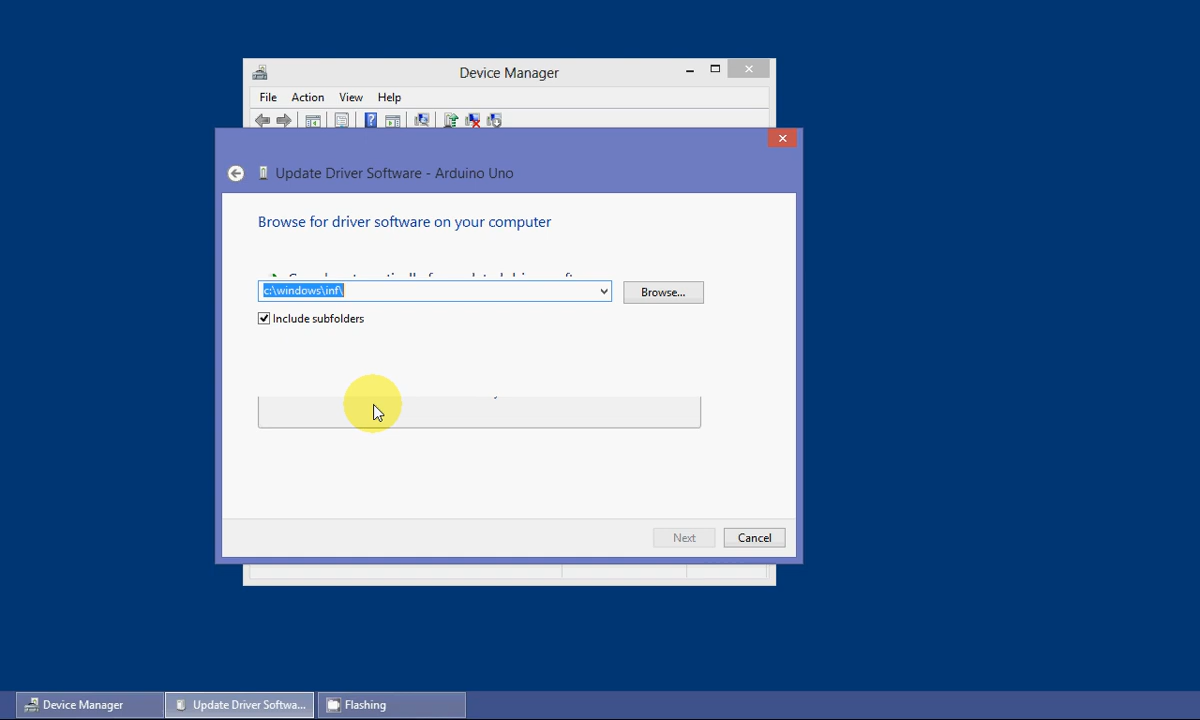 Device Manager
File Action View Help
Update Driver Software - Arduino Uno
Browse for driver software on your computer
c:\windows\inf\
Browse...
Include subfolders
Next
Cancel
Device Manager
Update Driver Softwa...
Flashing